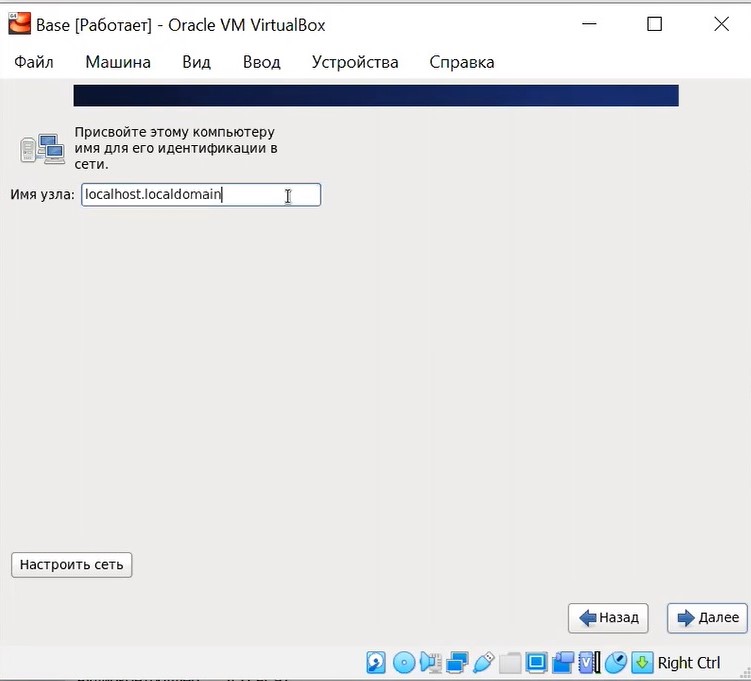 Base [Работает] - Oracle VM VirtualBox
Файл Машина Вид Ввод Устройства Справка
Присвойте этому компьютеру
имя для его идентификации в
сети.
Имя узла: localhost.localdomain
Настроить сеть
Назад Далее
Right Ctrl